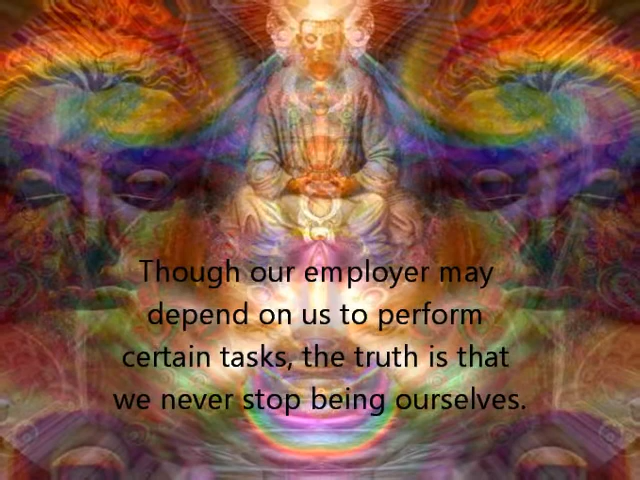 Though our employer may
depend on us to perform
certain tasks, the truth is that
we never stop being ourselves.